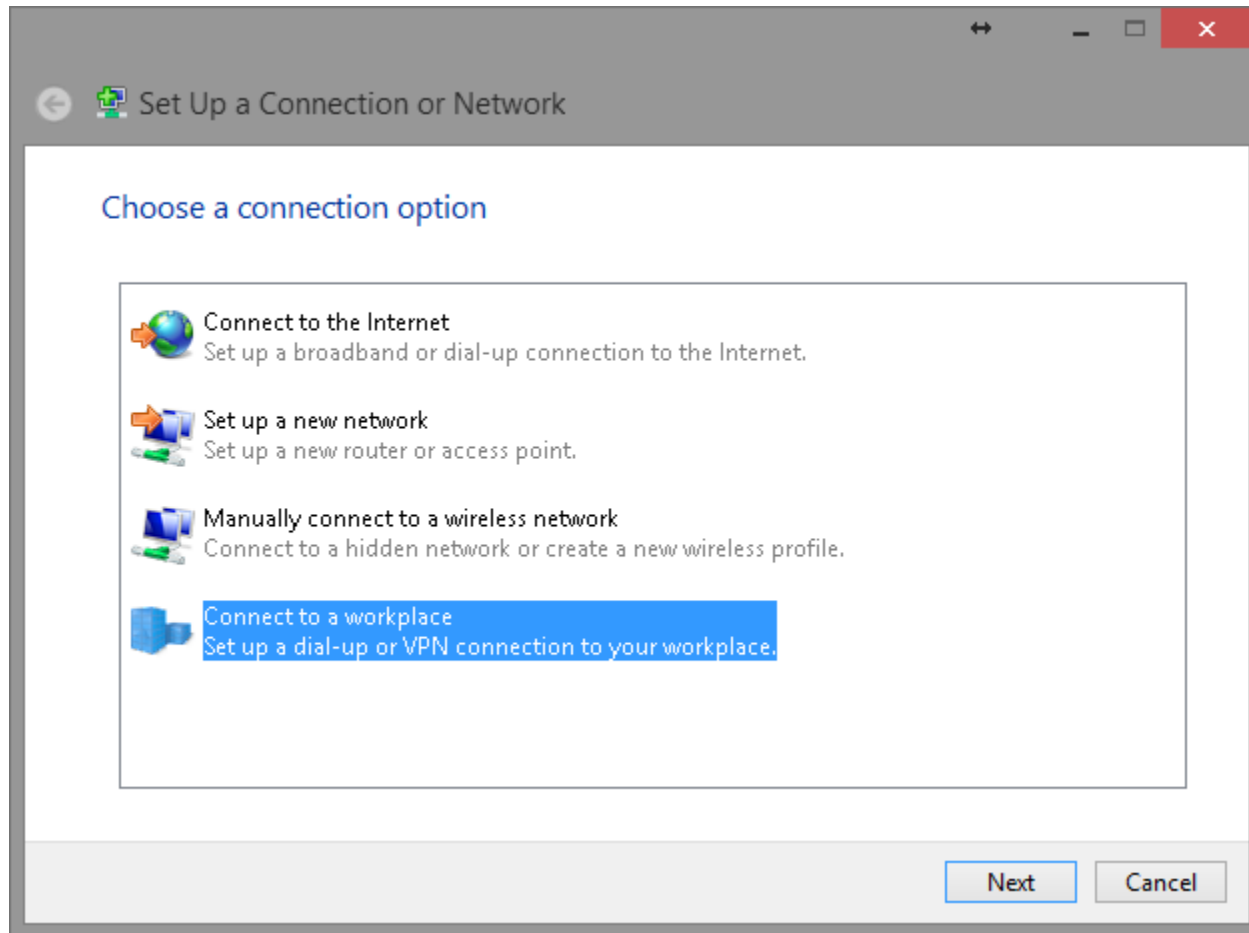 Set Up a Connection or Network
Choose a connection option
Connect to the Internet
Set up a broadband or dial-up connection to the Internet.
Set up a new network
Set up a new router or access point.
Manually connect to a wireless network
Connect to a hidden network or create a new wireless profile.
Connect to a workplace
Set up a dial-up or VPN connection to your workplace.
Next Cancel